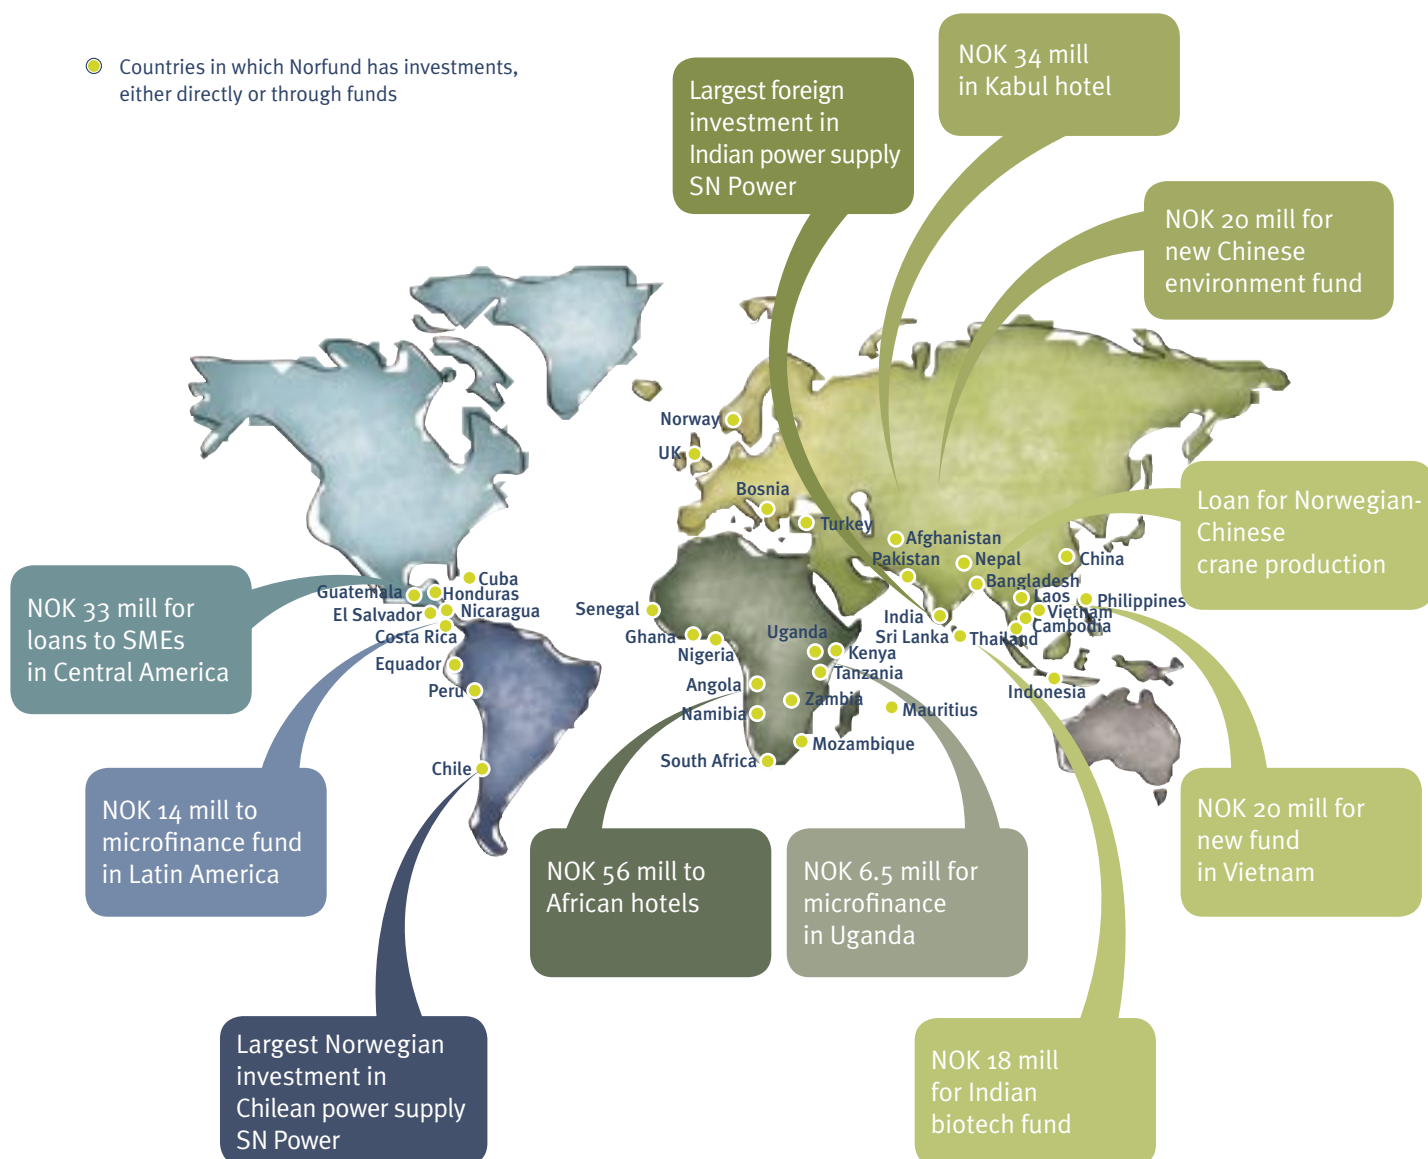 Countries in which Norfund has investments,
either directly or through funds
NOK 34 mill
in Kabul hotel
Largest foreign
investment in
Indian power supply
SN Power
NOK 20 mill for
new Chinese
environment fund
Norway
UK
Bosnia
Turkey
Afghanistan
Pakistan
Nepal
China
Bangladesh
Laos
Vietnam
Cambodia
Philippines
India
Sri Lanka
Thailand
Indonesia
Loan for Norwegian-
Chinese
crane production
Cuba
Guatemala
Honduras
El Salvador
Nicaragua
Costa Rica
Equador
Peru
Chile
Senegal
Ghana
Nigeria
Uganda
Kenya
Tanzania
Angola
Zambia
Namibia
Mauritius
Mozambique
South Africa
NOK 33 mill for
loans to SMEs
in Central America
NOK 14 mill to
microfinance fund
in Latin America
NOK 56 mill to
African hotels
NOK 6.5 mill for
microfinance
in Uganda
NOK 20 mill for
new fund
in Vietnam
Largest Norwegian
investment in
Chilean power supply
SN Power
NOK 18 mill
for Indian
biotech fund